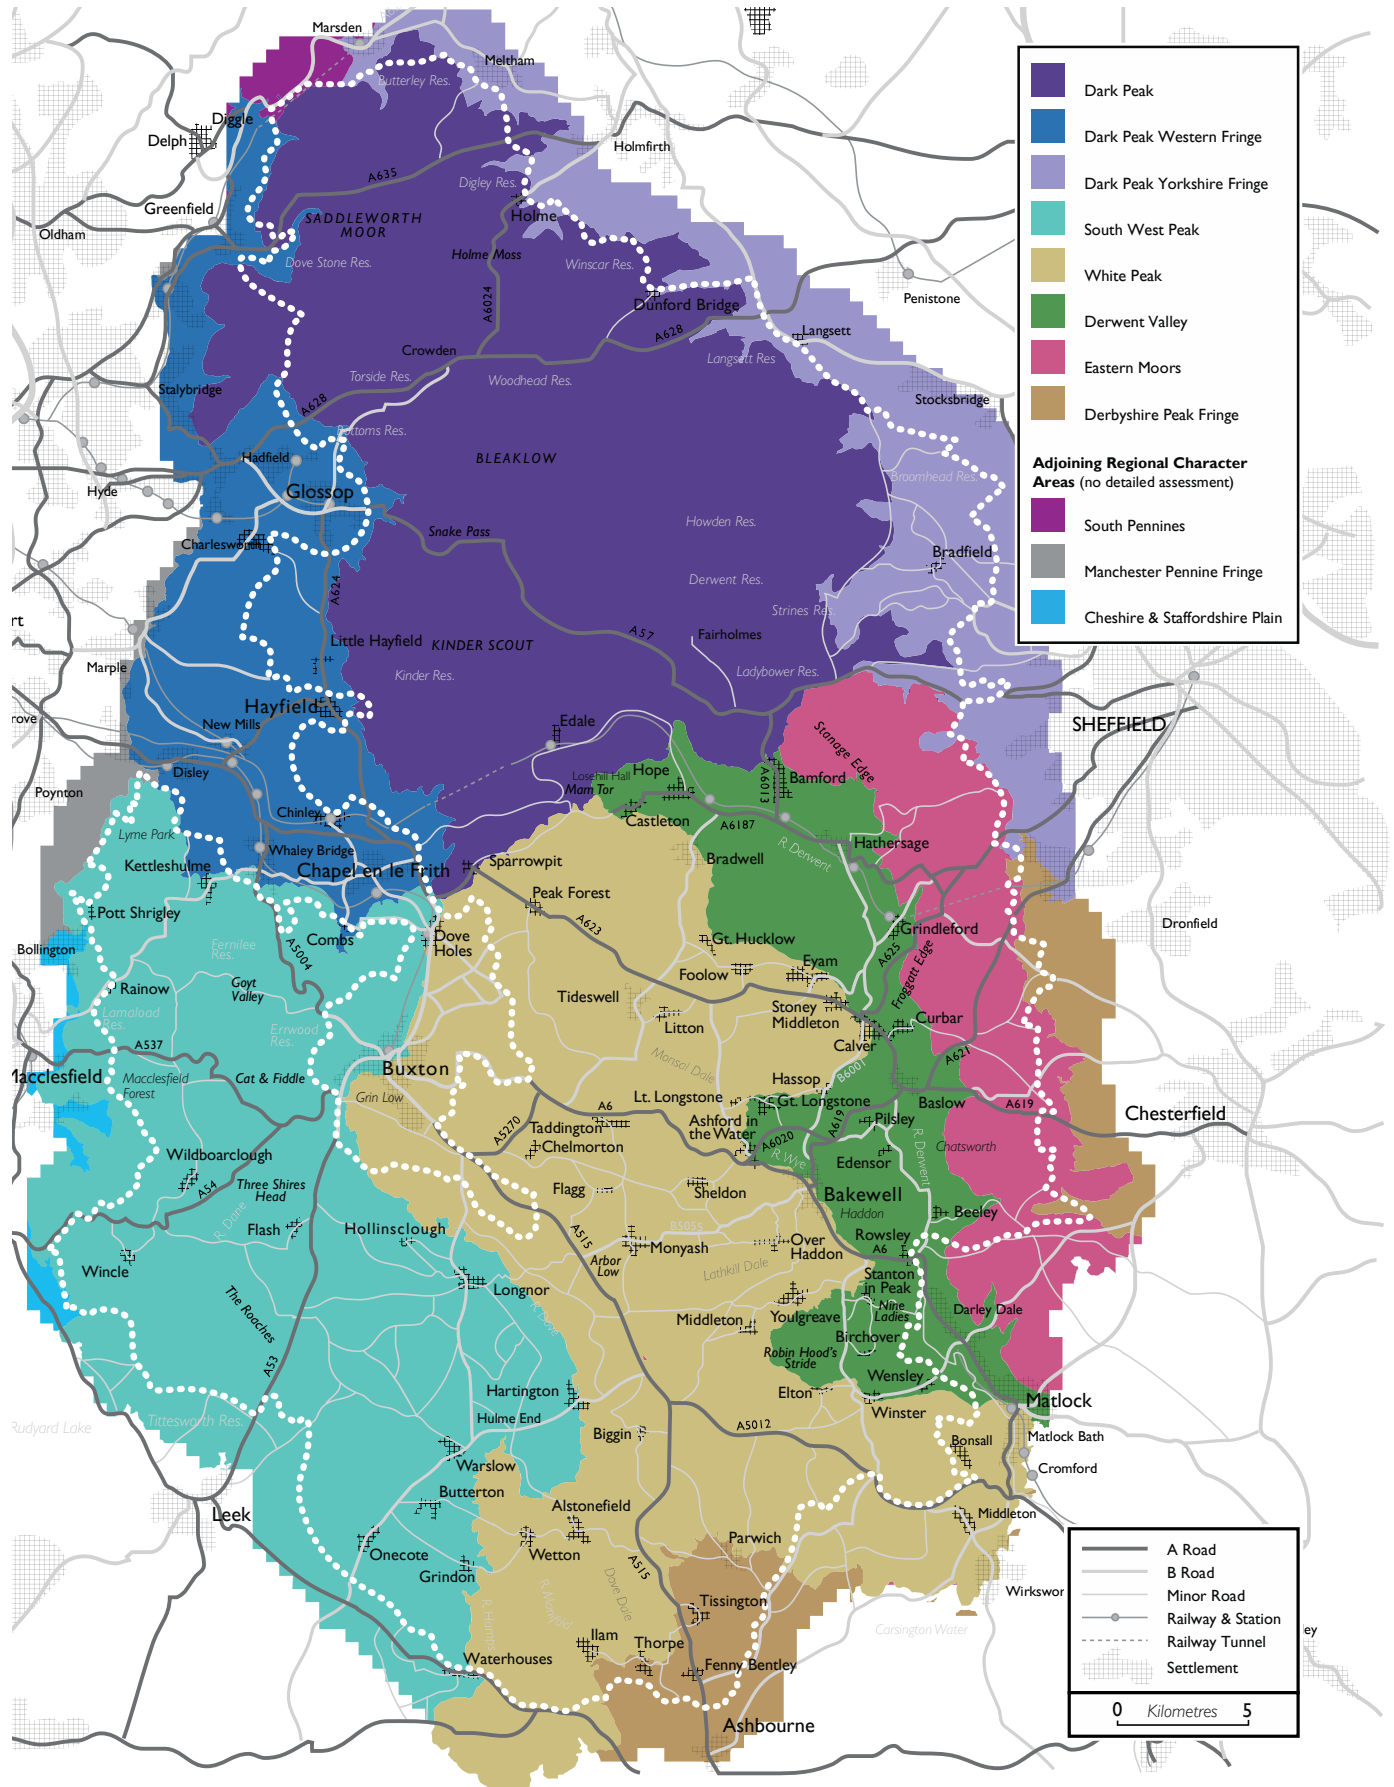 Marsden
Meltham
Butterley Res.
Diggle
Delph
Holmfirth
A635
Digley Res.
Greenfield
SADDLEWORTH
MOOR
Holme
Oldham
Holme Moss
Dove Stone Res.
Winscar Res.
Penistone
A6024
Dunford Bridge
A628
Langsett
Crowden
Langsett Res
Torside Res.
Woodhead Res.
Stalybridge
A628
Stocksbridge
Bottoms Res.
Hadfield
BLEAKLOW
Broomhead Res.
Hyde
Glossop
Snake Pass
Howden Res.
Charlesworth
Bradfield
Derwent Res.
A624
Strines Res.
rt
A57
Fairholmes
Little Hayfield
KINDER SCOUT
Marple
Kinder Res.
Ladybower Res.
Hayfield
rove
New Mills
Edale
Stanage Edge
SHEFFIELD
Disley
Losehill Hall
Hope
Bamford
Mam Tor
A6013
Poynton
Chinley
Castleton
A6187
Lyme Park
R. Derwent
Hathersage
Whaley Bridge
Kettleshulme
Chapel en le Frith
Sparrowpit
Bradwell
Peak Forest
Pott Shrigley
A623
Dronfield
Grindleford
Combs
Dove
Holes
Gt. Hucklow
Bollington
Fernilee
Res.
A5004
A625
Froggatt Edge
Foolow
Eyam
Rainow
Goyt
Valley
Tideswell
Stoney
Middleton
Lamaload
Res.
Litton
Curbar
Errwood
Res.
Calver
A537
A621
Monsal Dale
Macclesfield
Macclesfield
Forest
Cat & Fiddle
Buxton
Hassop
B6001
Grin Low
Lt. Longstone
Gt. Longstone
Baslow
A619
Chesterfield
A6
A5270
Taddington
Ashford in
the Water
A619
Pilsley
Chelmorton
A6020
R. Derwent
Chatsworth
Wildboarclough
R. Wye
Edensor
A54
Three Shires
Head
Flagg
Sheldon
Bakewell
R. Dane
Haddon
Beeley
Flash
Hollinsclough
A515
B5055
Rowsley
Monyash
Over
Haddon
A6
Arbor
Low
Wincle
Lathkill Dale
Longnor
Stanton
in Peak
The Roaches
R. Dove
Middleton
Youlgreave
Nine
Ladies
Darley Dale
Birchover
Robin Hood's
Stride
A53
Wensley
Hartington
Elton
Matlock
Rudyard Lake
Tittesworth Res.
Hulme End
Winster
A5012
Biggin
Matlock Bath
Bonsall
Warslow
Cromford
Butterton
Alstonefield
Leek
Middleton
Parwich
Onecote
Wetton
A515
Grindon
Dove Dale
R. Manifold
Wirkswor
Tissington
R. Hamps
Carsington Water
ley
Ilam
Thorpe
Waterhouses
Fenny Bentley
Ashbourne
Dark Peak
Dark Peak Western Fringe
Dark Peak Yorkshire Fringe
South West Peak
White Peak
Derwent Valley
Eastern Moors
Derbyshire Peak Fringe
Adjoining Regional Character
Areas (no detailed assessment)
South Pennines
Manchester Pennine Fringe
Cheshire & Staffordshire Plain
A Road
B Road
Minor Road
Railway & Station
Railway Tunnel
Settlement
0 Kilometres 5